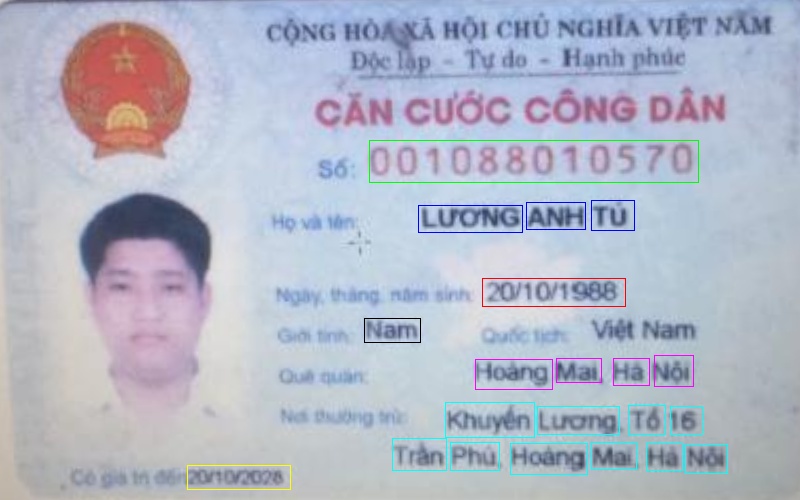 CỘNG HÒA XÃ HỘI CHỦ NGHĨA VIỆT NAM
Độc lập - Tự do - Hạnh phúc
CĂN CƯỚC CÔNG DÂN
Số: 001088010570
Họ và tên: LƯƠNG ANH TÚ
Ngày, tháng, năm sinh: 20/10/1988
Giới tính: Nam Quốc tịch: Việt Nam
Quê quán: Hoàng Mai, Hà Nội
Nơi thường trú: Khuyến Lương, Tổ 16
Trần Phú, Hoàng Mai, Hà Nội
Có giá trị đến 20/10/2028